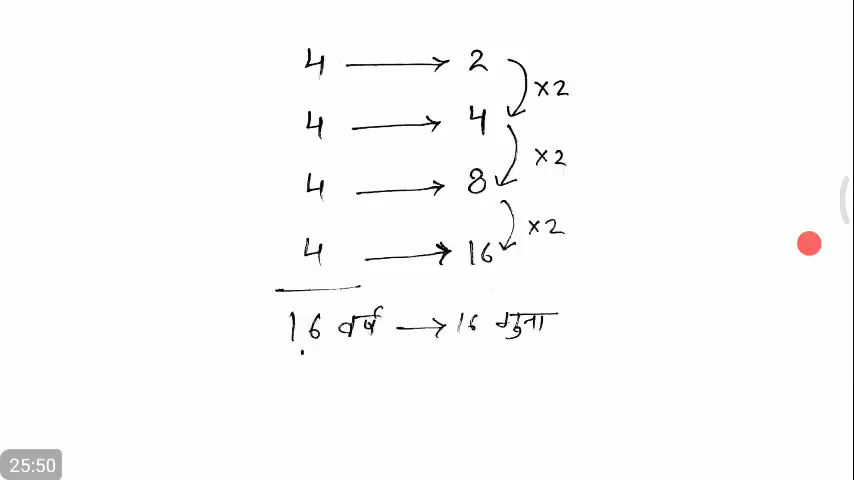 4 → 2
×2
4 → 4
×2
4 → 8
×2
4 → 16
16 वर्ष → 16 गुना
25:50